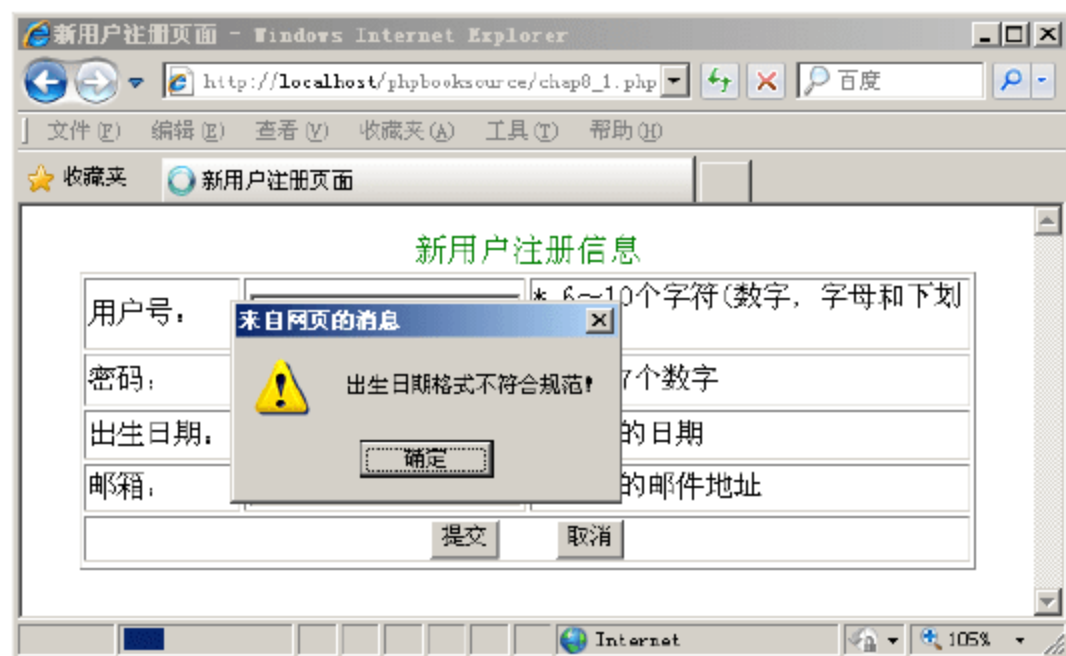 新用户注册页面 - Windows Internet Explorer
http://localhost/phpbooksource/chap8_1.php
百度
文件(F) 编辑(E) 查看(V) 收藏夹(A) 工具(T) 帮助(H)
收藏夹
新用户注册页面
新用户注册信息
用户号:
* 6~10个字符(数字, 字母和下划
来自网页的消息
出生日期格式不符合规范!
确定
密码:
7个数字
出生日期:
的日期
邮箱:
的邮件地址
提交 取消
Internet
105%